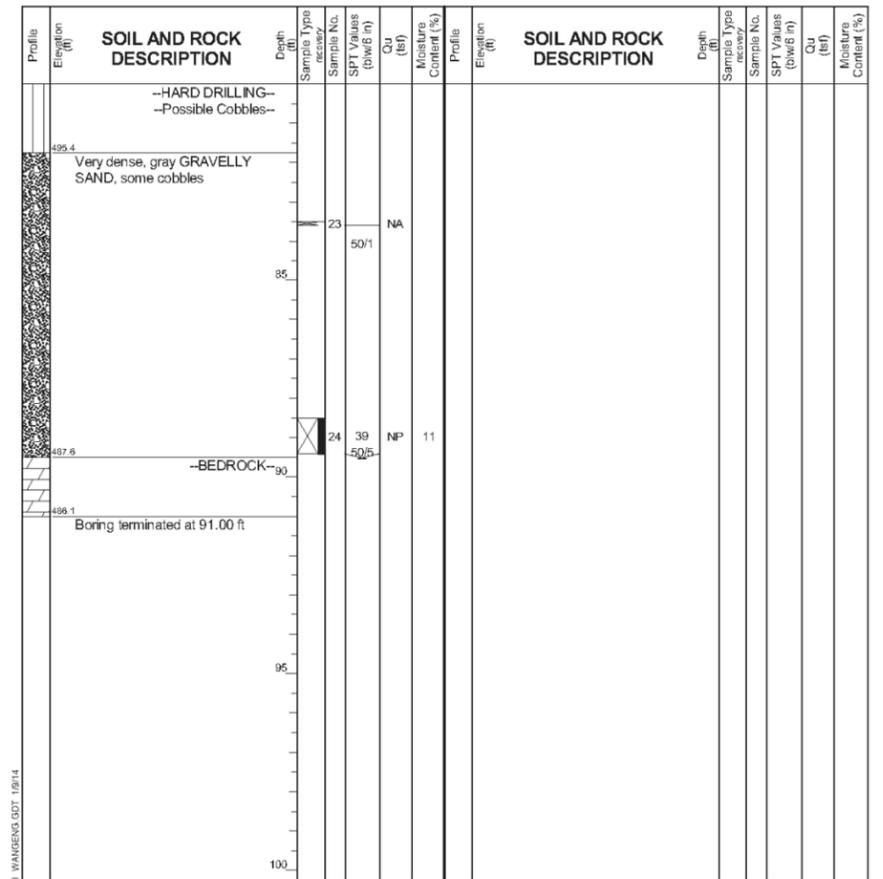 Profile
Elevation
(ft)
SOIL AND ROCK
DESCRIPTION
Depth
(ft)
Sample Type
recovery
Sample No.
SPT Values
(blw/6 in)
Qu
(tsf)
Moisture
Content (%)
Profile
Elevation
(ft)
SOIL AND ROCK
DESCRIPTION
Depth
(ft)
Sample Type
recovery
Sample No.
SPT Values
(blw/6 in)
Qu
(tsf)
Moisture
Content (%)
--HARD DRILLING--
--Possible Cobbles--
495.4
Very dense, gray GRAVELLY
SAND, some cobbles
23 NA
50/1
85
24 39 NP 11
50/5
487.6
--BEDROCK--
90
486.1
Boring terminated at 91.00 ft
95
100
WANGENG.GDT 1/9/14